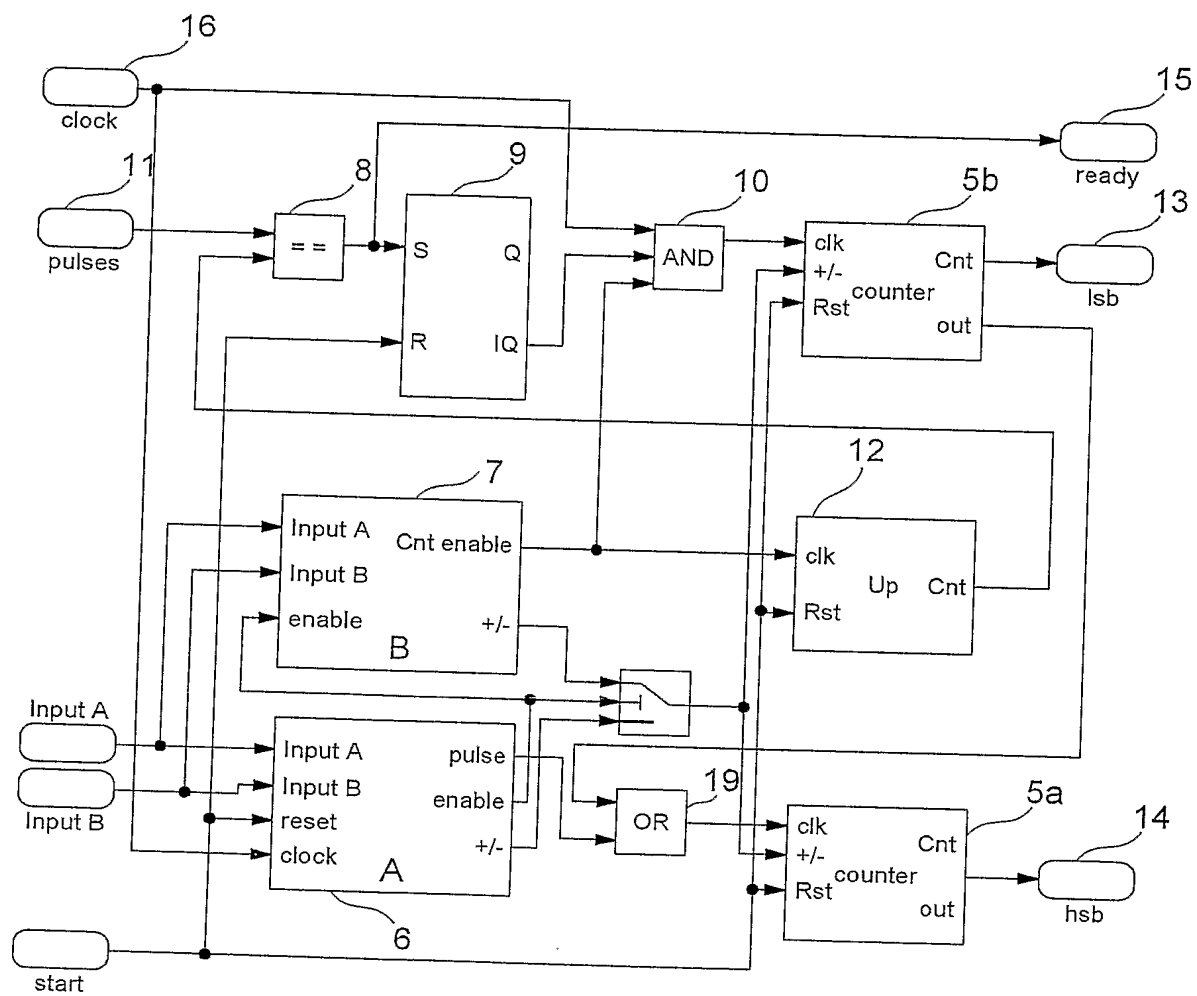 16
clock
15
ready
11
pulses
8
= =
9
S
Q
R
IQ
10
AND
5b
clk
+/-
Rst
counter
Cnt
out
13
lsb
7
Input A
Input B
enable
Cnt enable
+/-
B
12
clk
Rst
Up
Cnt
Input A
Input B
Input A
Input B
reset
clock
pulse
enable
+/-
A
6
19
OR
5a
clk
+/-
Rst
counter
Cnt
out
14
hsb
start